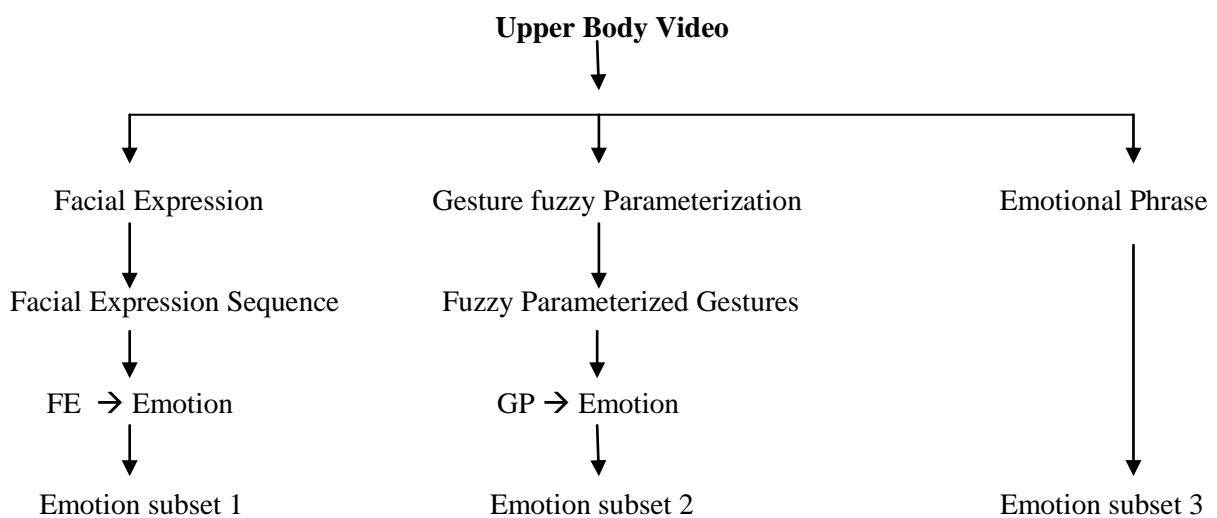 Upper Body Video
Facial Expression
Gesture fuzzy Parameterization
Emotional Phrase
Facial Expression Sequence
Fuzzy Parameterized Gestures
FE → Emotion
GP → Emotion
Emotion subset 1
Emotion subset 2
Emotion subset 3